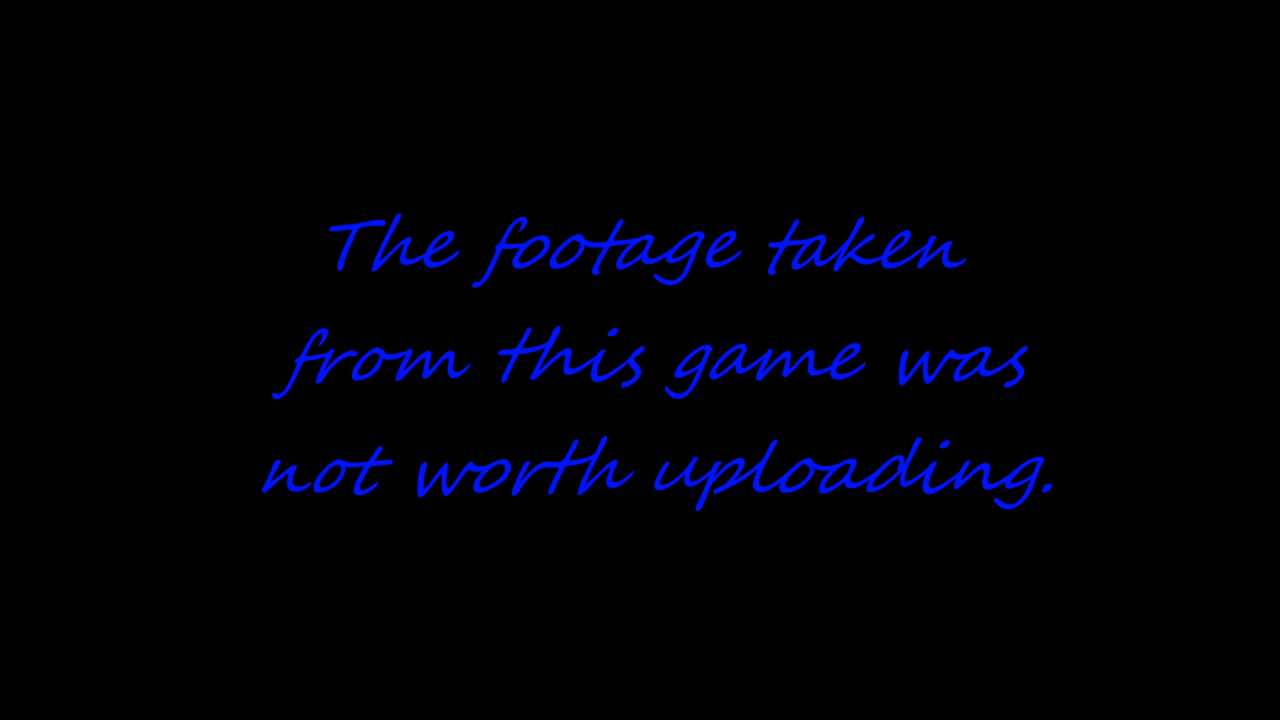 The footage taken
from this game was
not worth uploading.